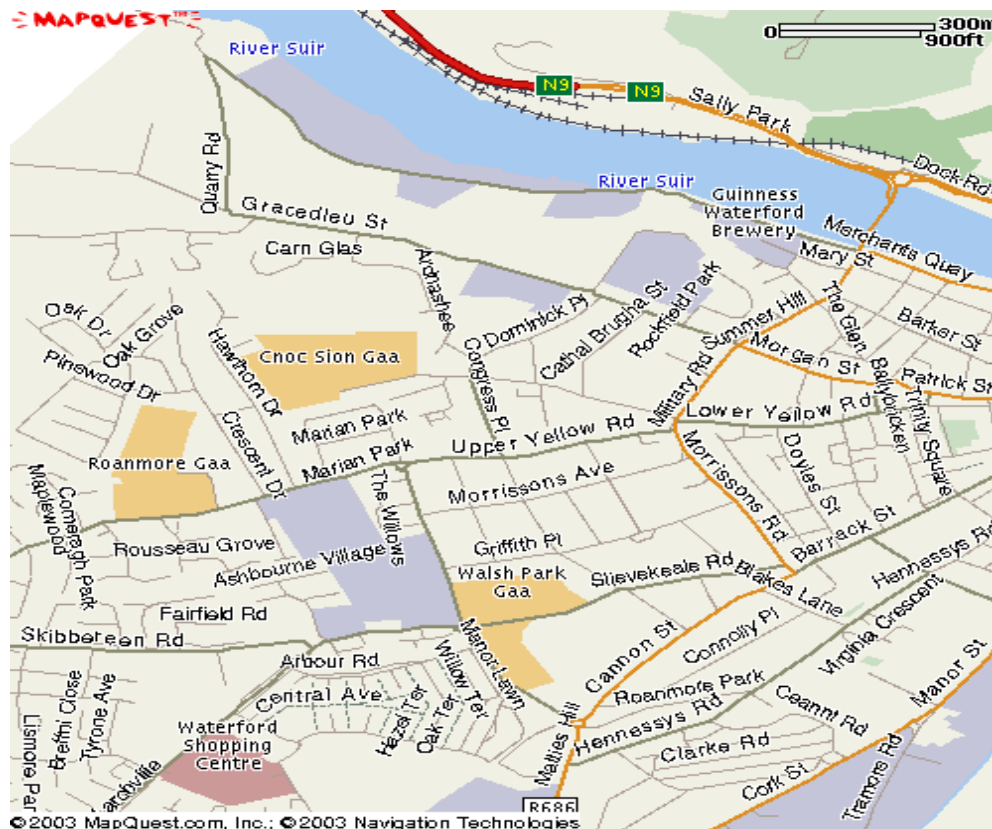 MAPQUEST™
0 300m
900ft
River Suir
N9
N9
Sally Park
Dock Rd
Quarry Rd
River Suir
Guinness
Waterford
Brewery
Gracedieu St
Carn Glas
Ardnashee
Merchants Quay
Mary St
Oak Dr
Oak Grove
Pinewood Dr
Hawthorn Dr
Cnoc Sion Gaa
Congress Pl
Dominick Pl
Cathal Brugha St
Rockfield Park
Summer Hill
The Glen
Barker St
Morgan St
Patrick St
Ballybricken
Trinity Square
Military Rd
Lower Yellow Rd
Crescent Dr
Marian Park
Marian Park
Upper Yellow Rd
Roanmore Gaa
Maplewood
Comeragh Park
The Willows
Morrissons Ave
Morrissons Rd
Doyles St
Barrack St
Rousseau Grove
Ashbourne Village
Griffith Pl
Walsh Park
Gaa
Slievekeale Rd
Blakes Lane
Hennessys Rd
Fairfield Rd
Skibbereen Rd
Manor Lawn
Cannon St
Connolly Pl
Virginia Crescent
Manor St
Arbour Rd
Central Ave
Willow Ter
Hazel Ter
Oak Ter
Roanmore Park
Ceannt Rd
Lismore Par
Breffni Close
Tyrone Ave
Waterford
Shopping
Centre
Matties Hill
Hennessys Rd
Clarke Rd
Cork St
Tramore Rd
archville
R686
©2003 MapQuest.com, Inc.; ©2003 Navigation Technologies